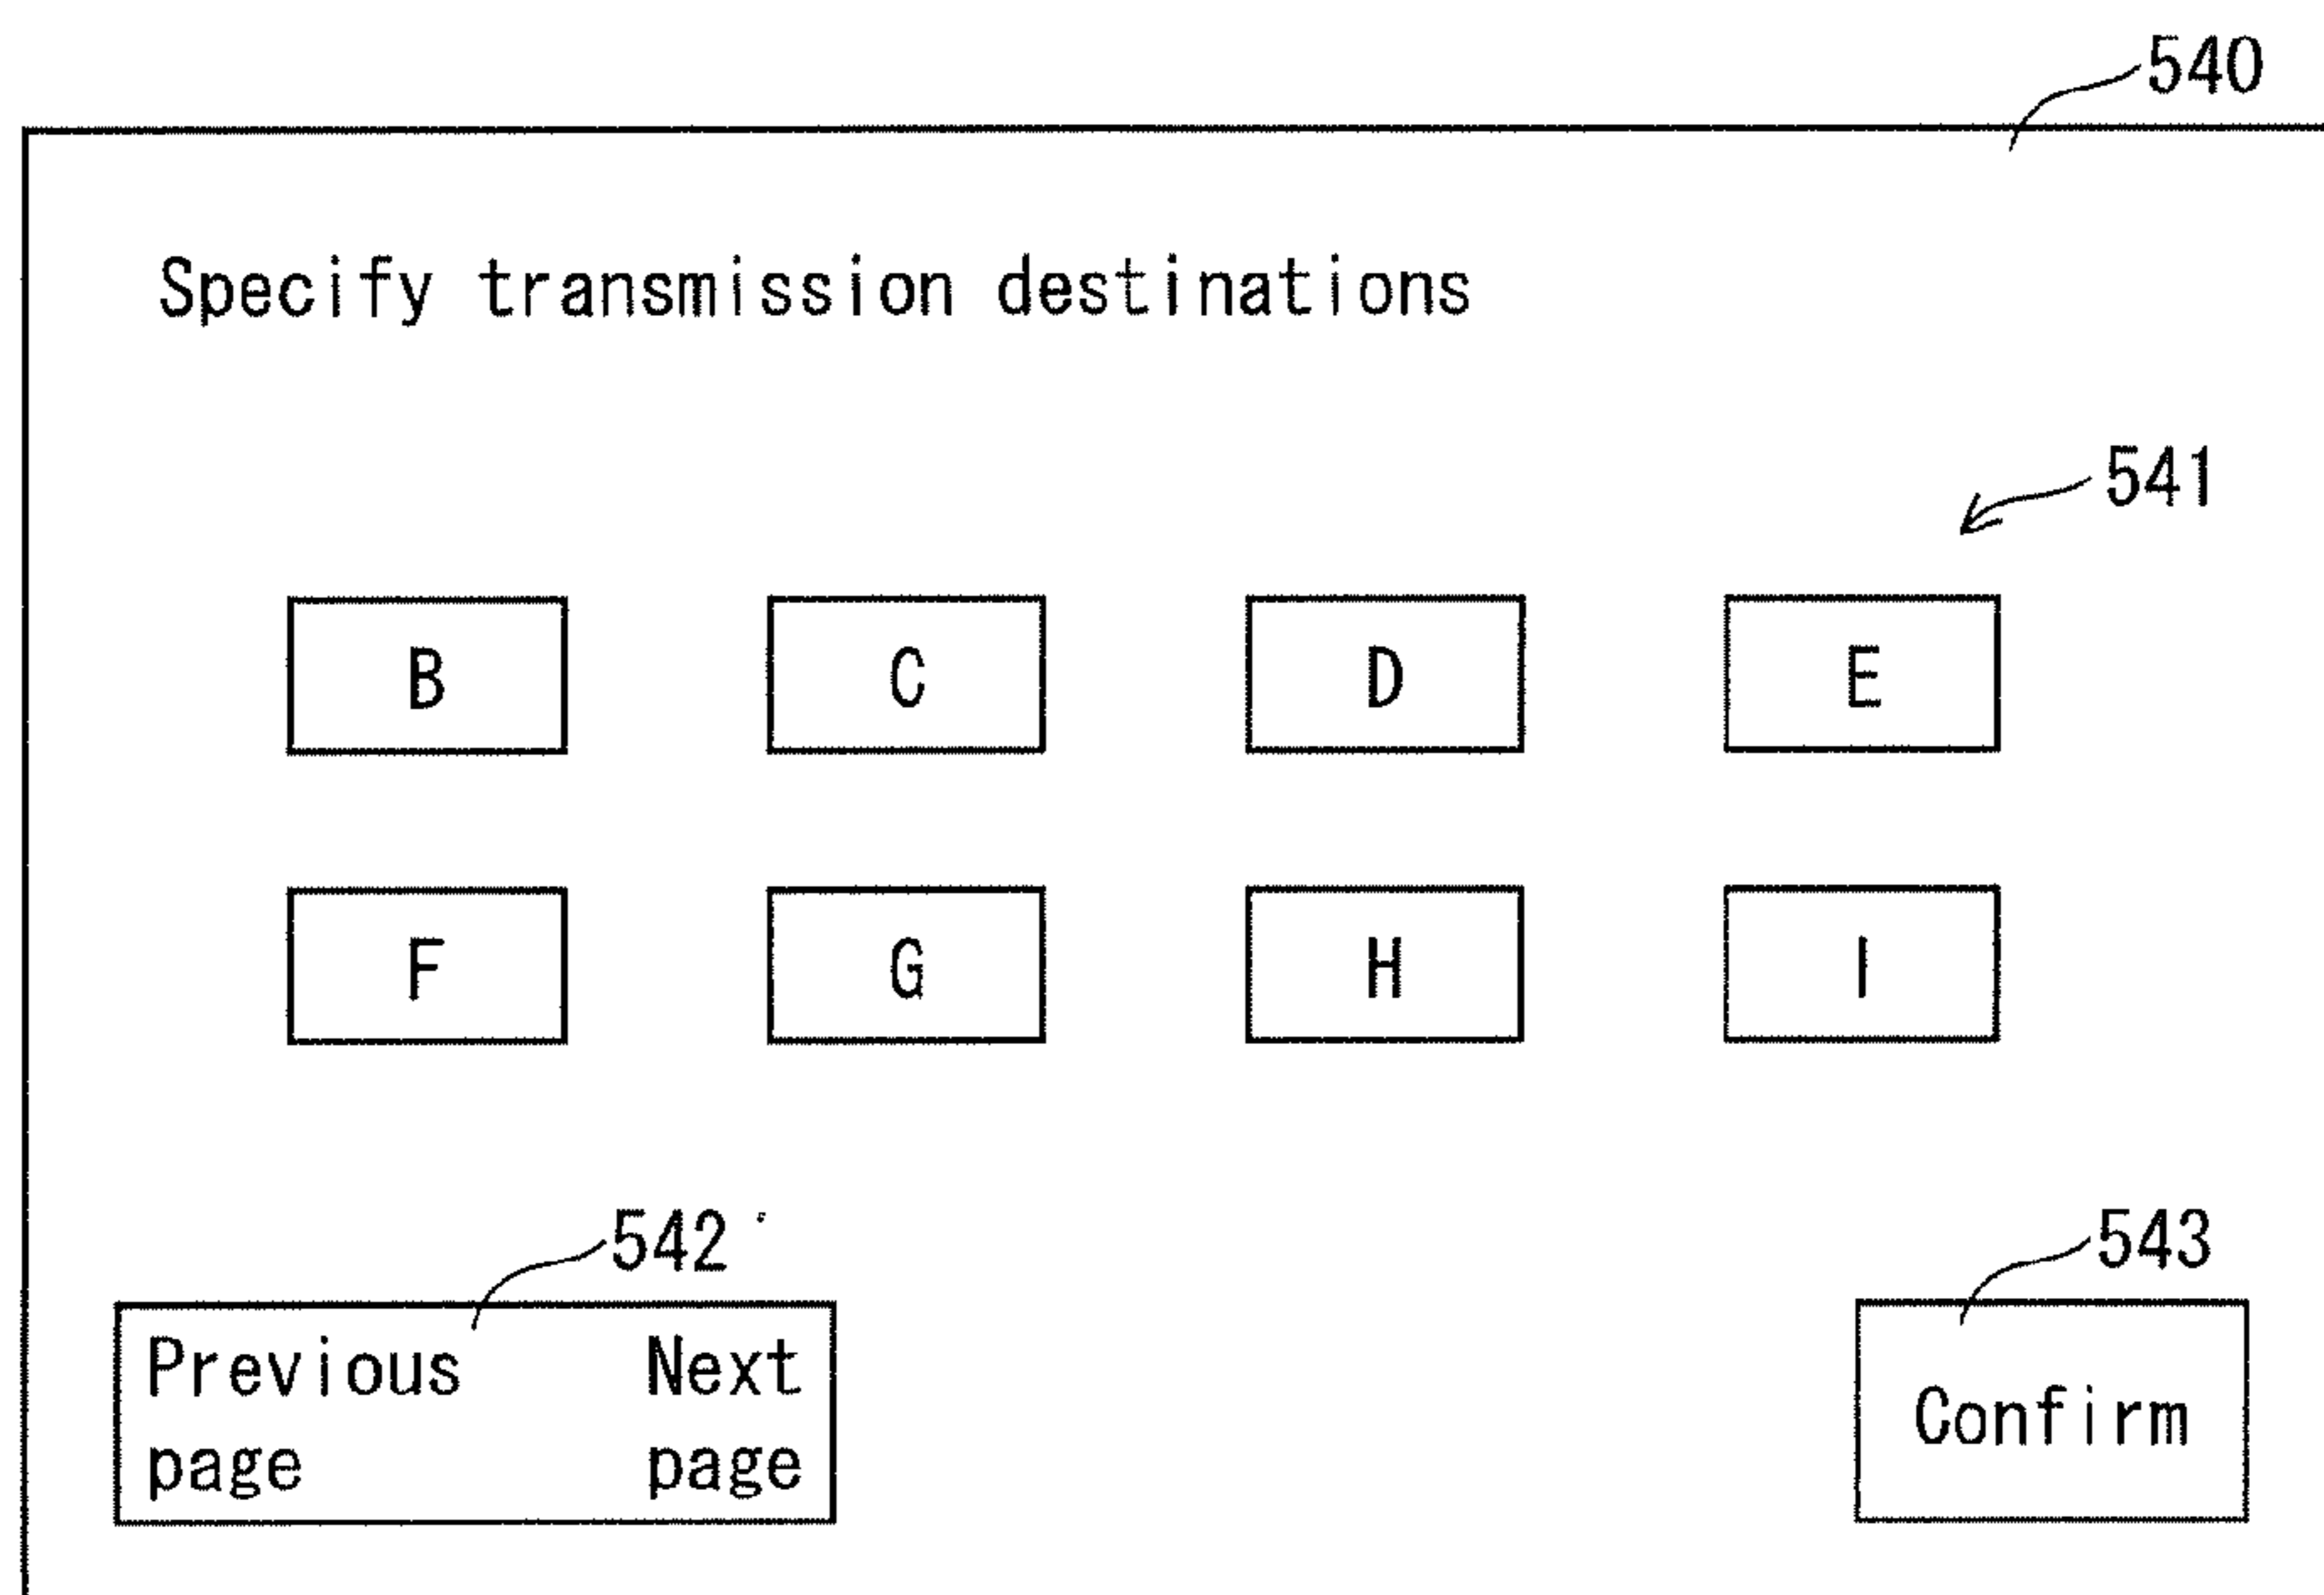 540
Specify transmission destinations
541
B C D E
F G H I
542
543
Previous Next
page page
Confirm